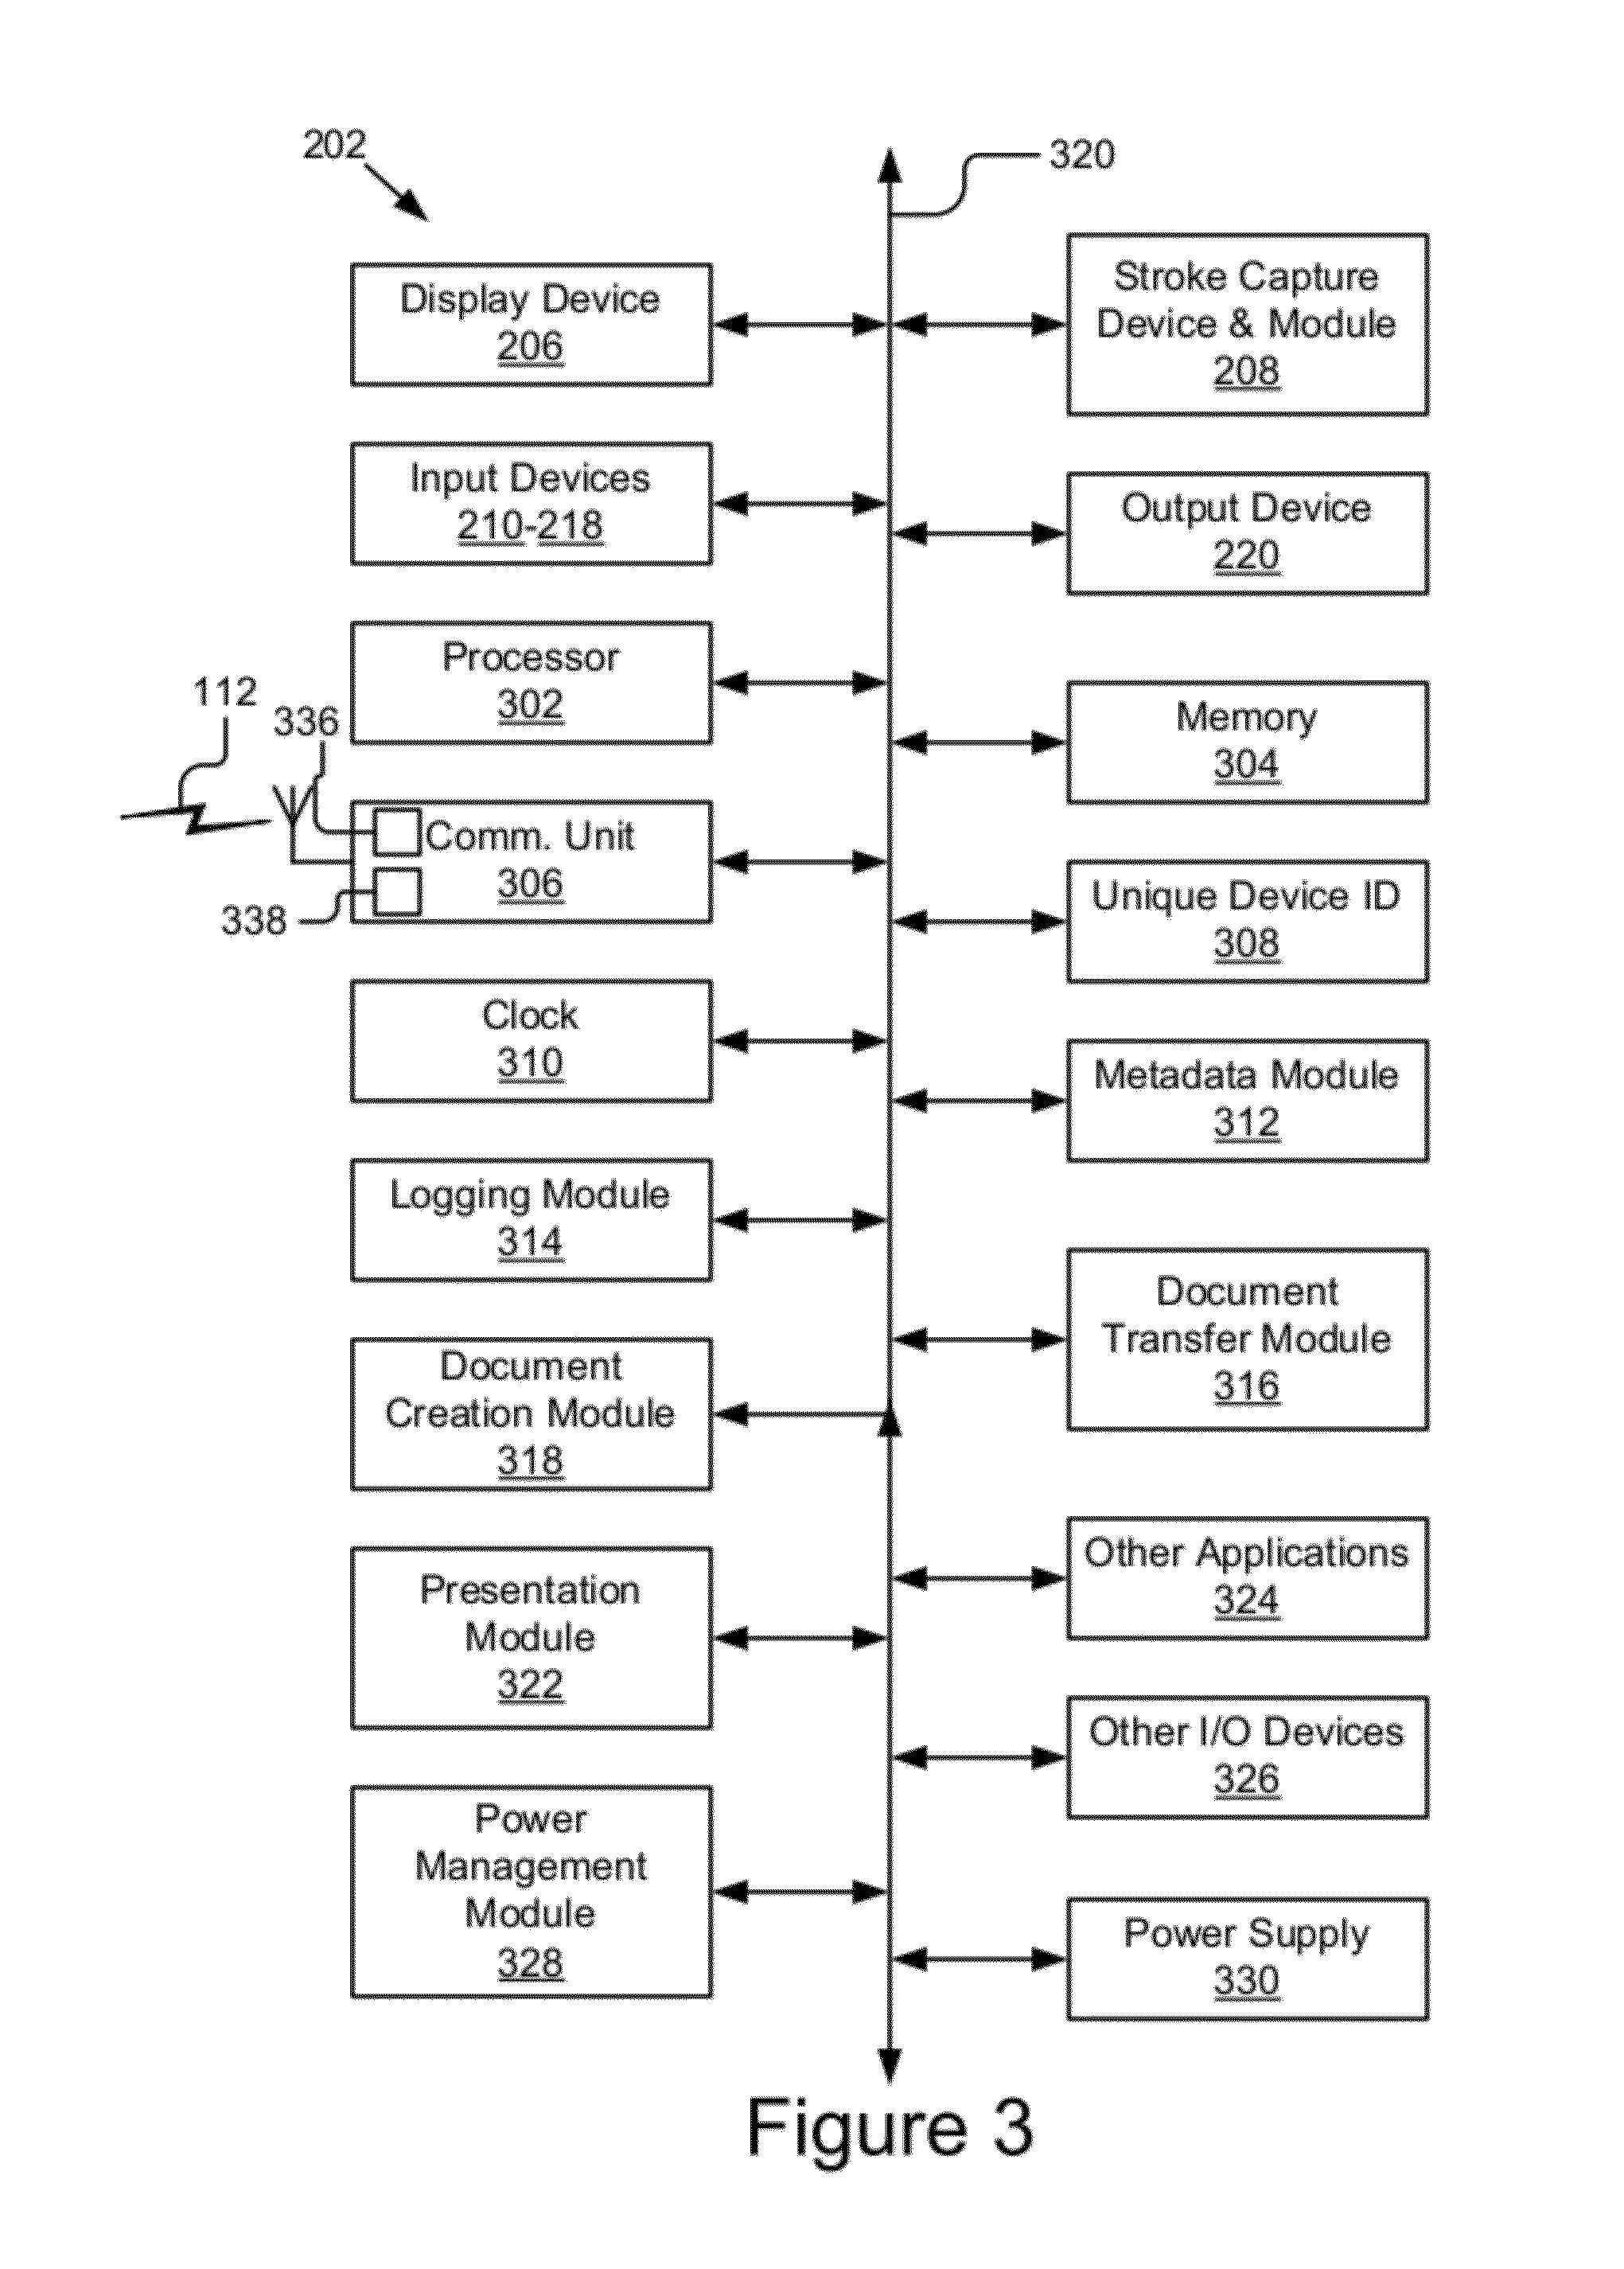 202
320
Display Device
206
Stroke Capture
Device & Module
208
Input Devices
210-218
Output Device
220
Processor
302
112
336
Memory
304
Comm. Unit
306
338
Unique Device ID
308
Clock
310
Metadata Module
312
Logging Module
314
Document
Transfer Module
316
Document
Creation Module
318
Other Applications
324
Presentation
Module
322
Other I/O Devices
326
Power
Management
Module
328
Power Supply
330
Figure 3